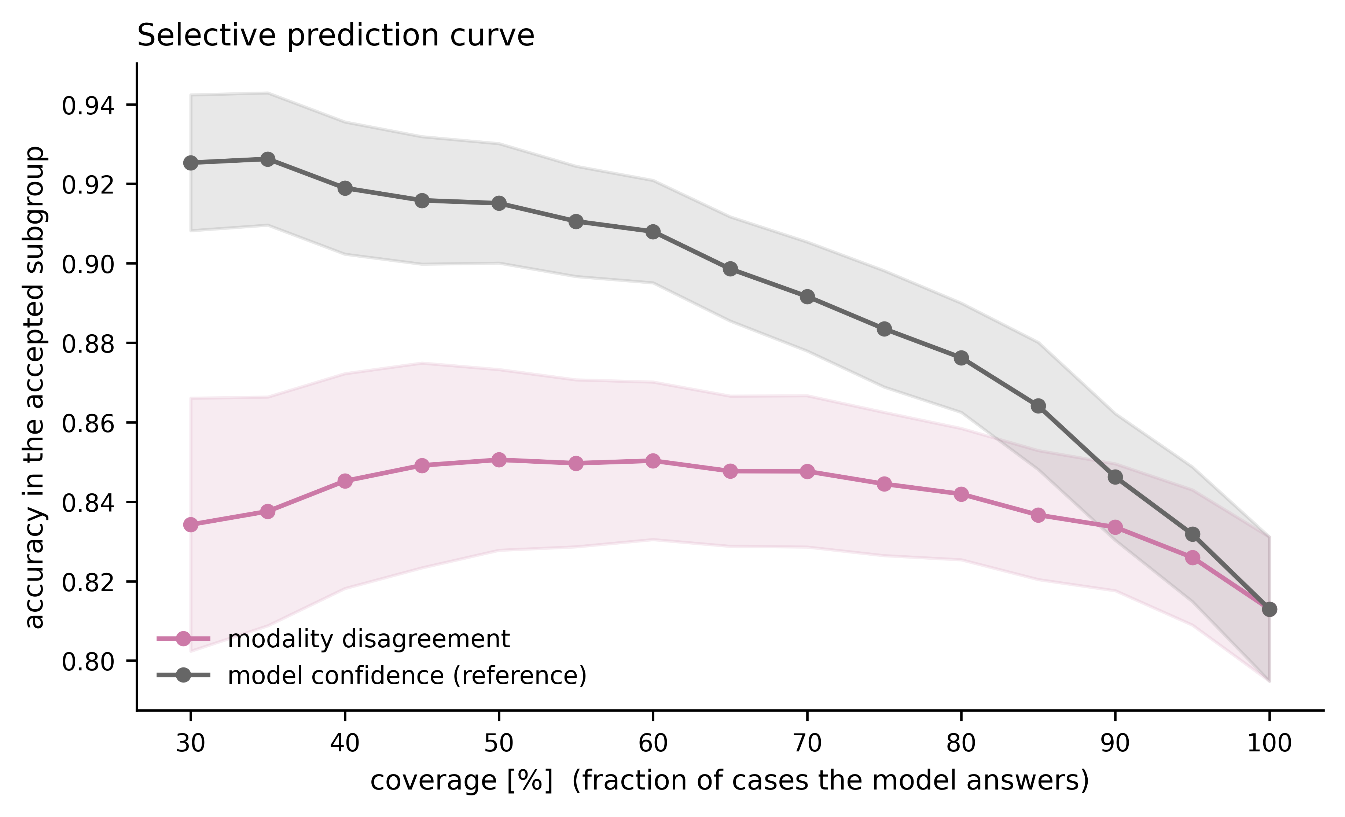 Selective prediction curve
accuracy in the accepted subgroup
0.94
0.92
0.90
0.88
0.86
0.84
0.82
0.80
modality disagreement
model confidence (reference)
30 40 50 60 70 80 90 100
coverage [%] (fraction of cases the model answers)